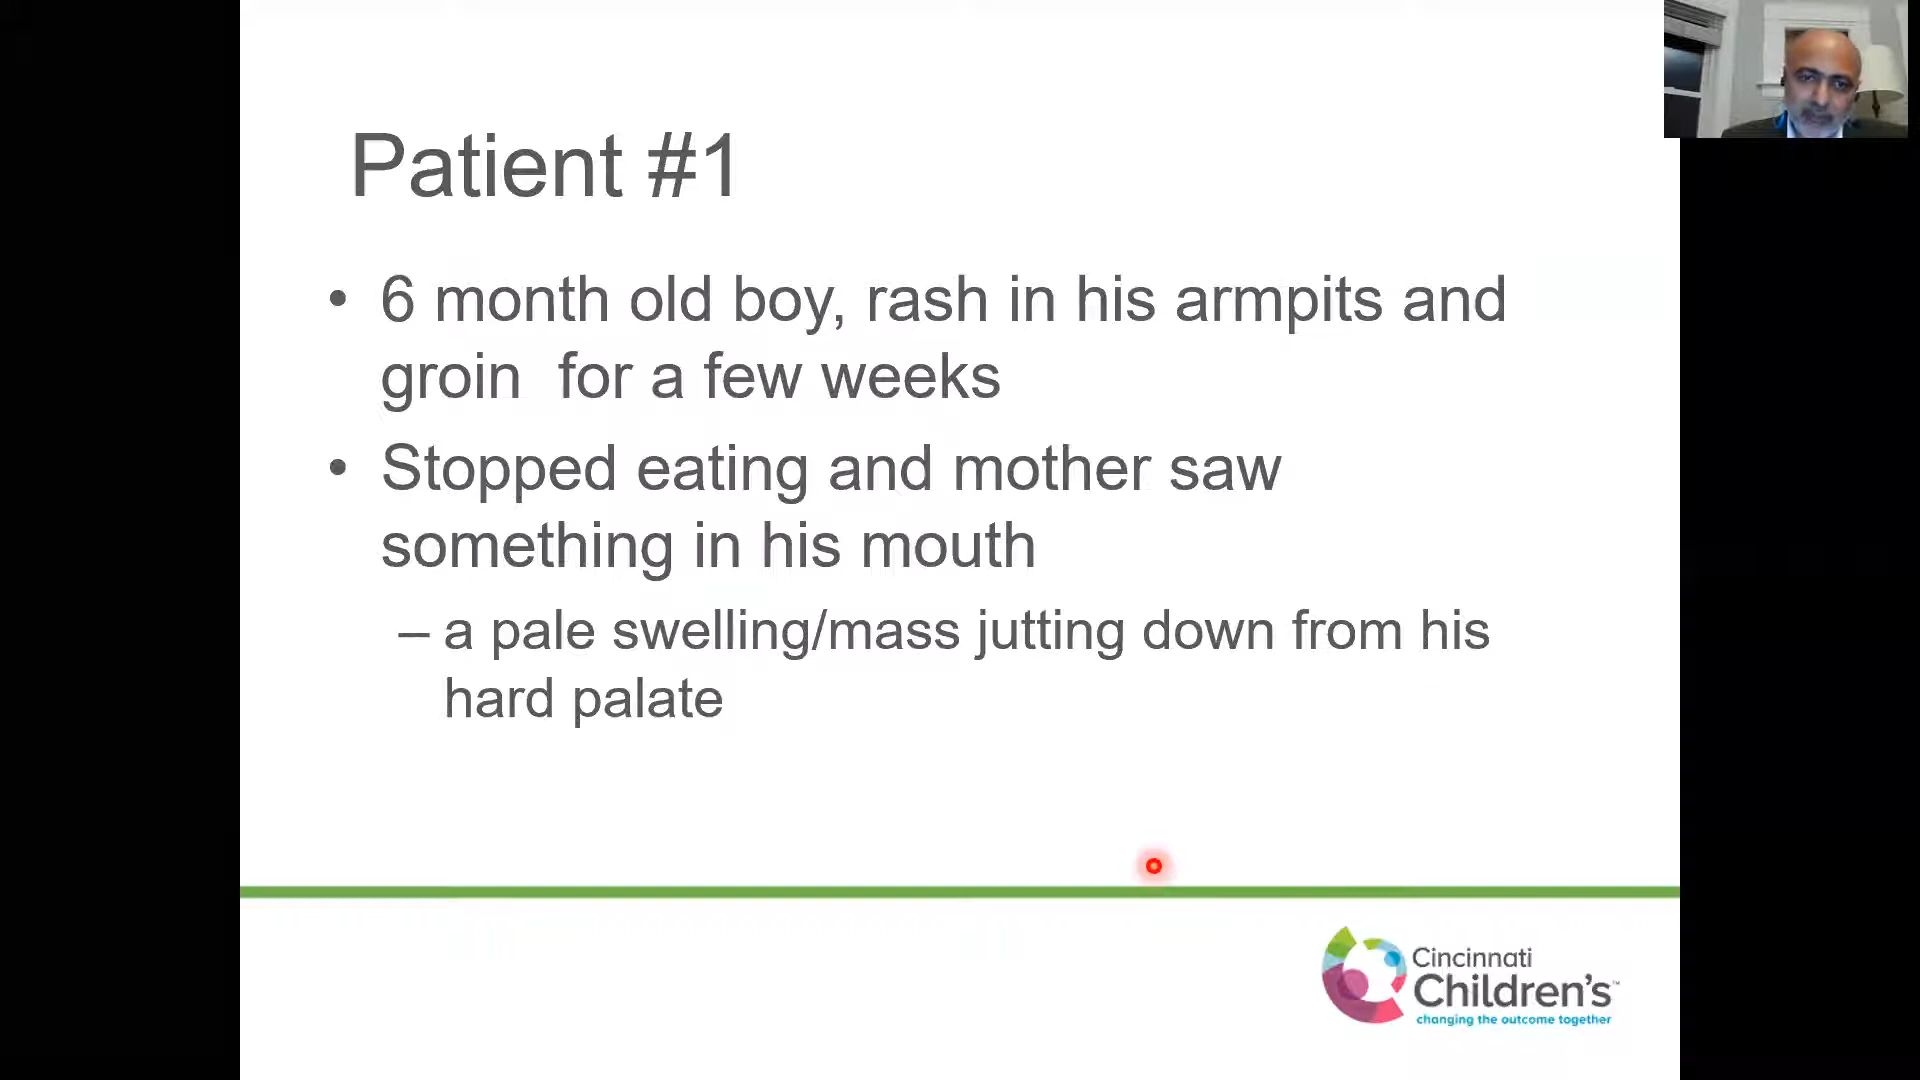 Patient #1
• 6 month old boy, rash in his armpits and
groin  for a few weeks
• Stopped eating and mother saw
something in his mouth
– a pale swelling/mass jutting down from his
hard palate
Cincinnati
Children's™
changing the outcome together